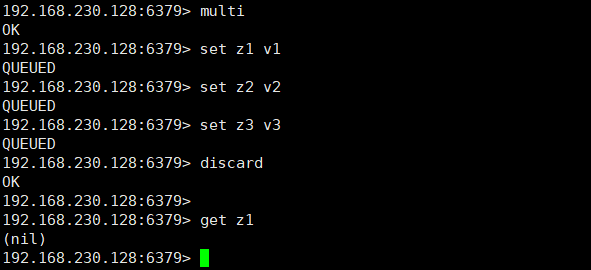 192.168.230.128:6379> multi
OK
192.168.230.128:6379> set z1 v1
QUEUED
192.168.230.128:6379> set z2 v2
QUEUED
192.168.230.128:6379> set z3 v3
QUEUED
192.168.230.128:6379> discard
OK
192.168.230.128:6379>
192.168.230.128:6379> get z1
(nil)
192.168.230.128:6379>